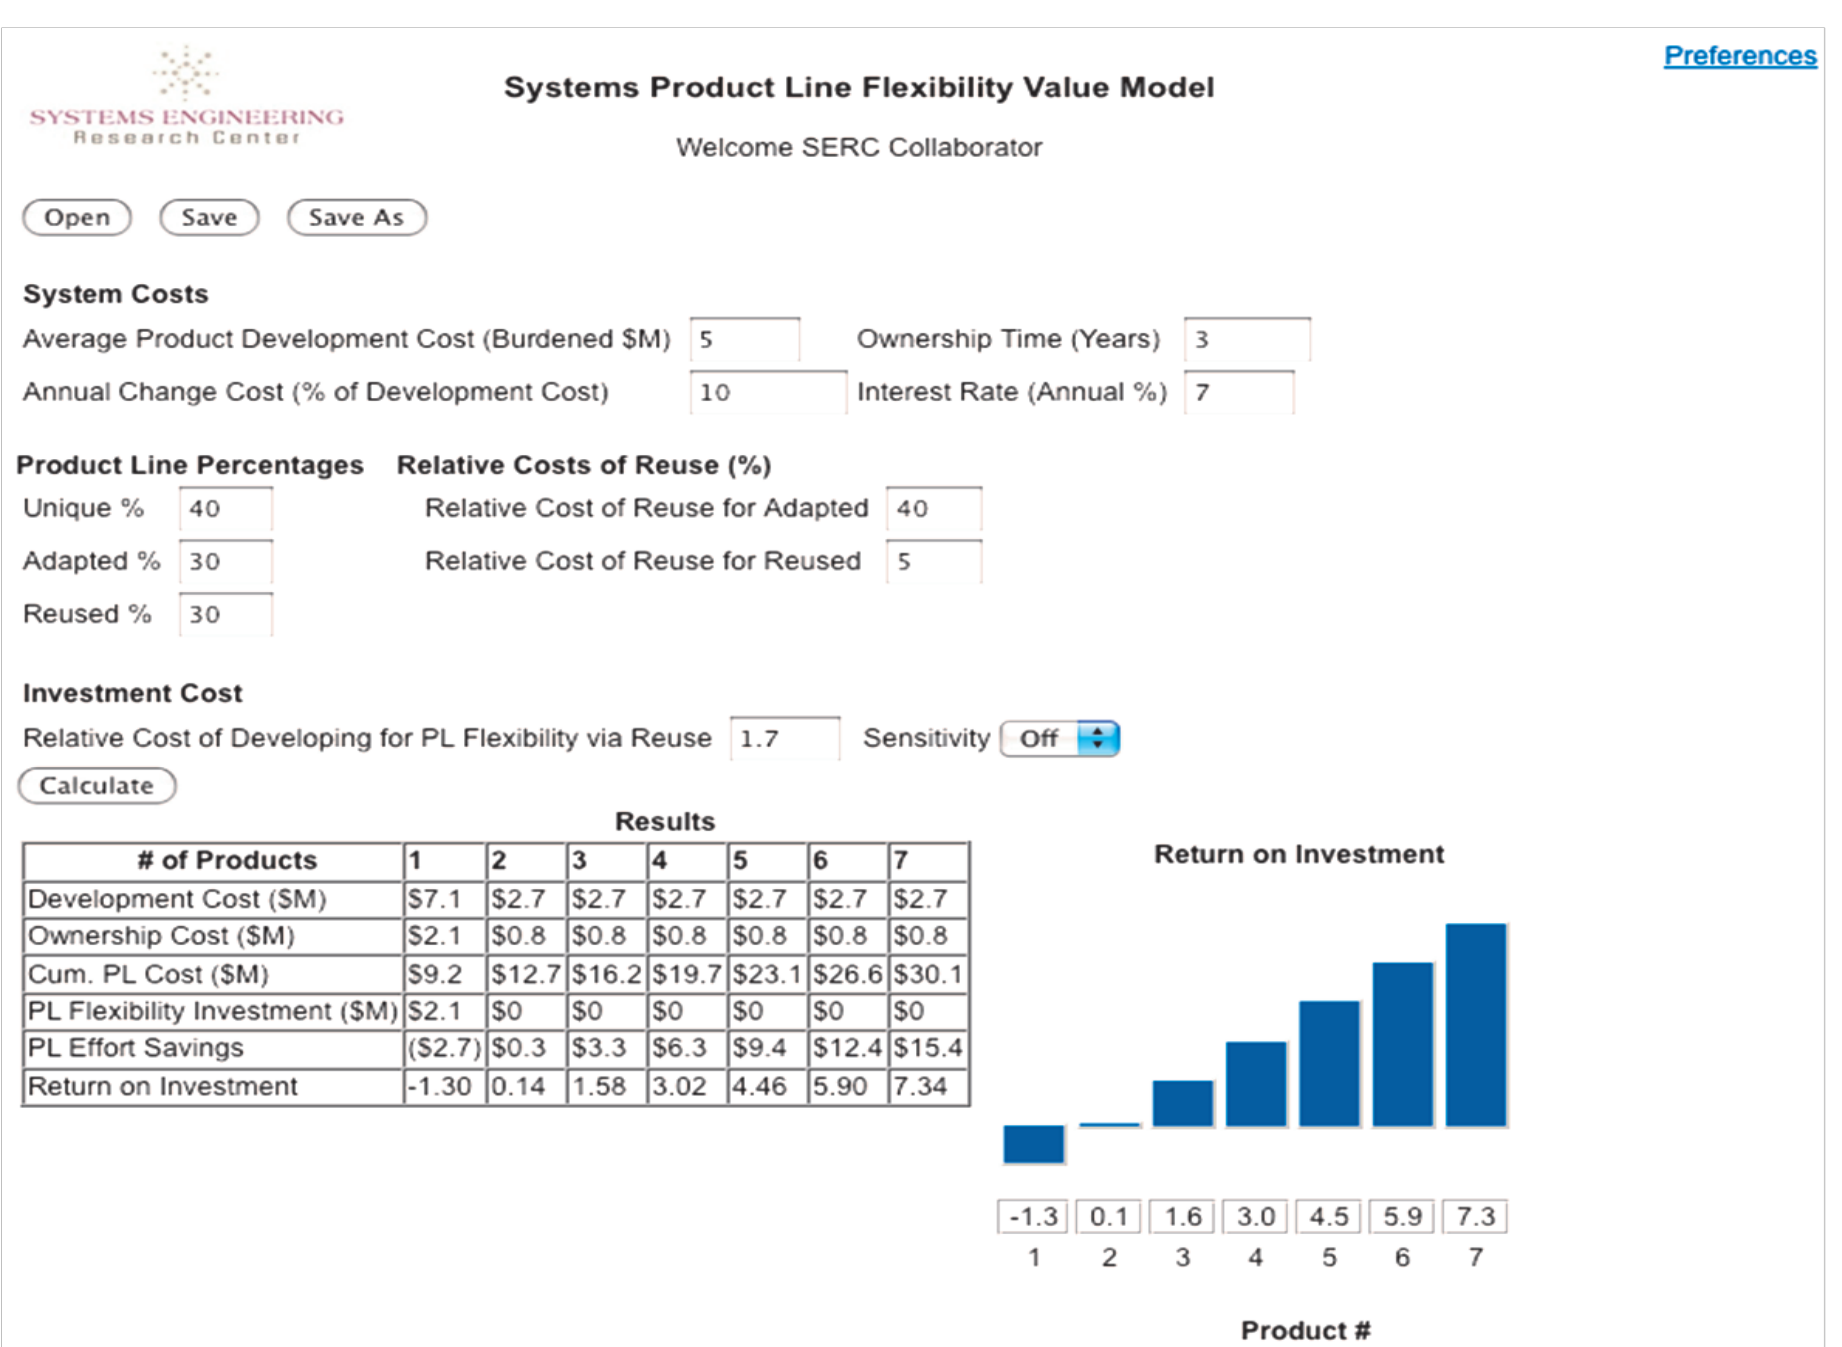 Preferences
SYSTEMS ENGINEERING
Research Center
Systems Product Line Flexibility Value Model
Welcome SERC Collaborator
Open Save Save As
System Costs
Average Product Development Cost (Burdened $M) 5 Ownership Time (Years) 3
Annual Change Cost (% of Development Cost) 10 Interest Rate (Annual %) 7
Product Line Percentages Relative Costs of Reuse (%)
Unique % 40 Relative Cost of Reuse for Adapted 40
Adapted % 30 Relative Cost of Reuse for Reused 5
Reused % 30
Investment Cost
Relative Cost of Developing for PL Flexibility via Reuse 1.7 Sensitivity Off
Calculate
Results
# of Products 1 2 3 4 5 6 7
Development Cost ($M) $7.1 $2.7 $2.7 $2.7 $2.7 $2.7 $2.7
Ownership Cost ($M) $2.1 $0.8 $0.8 $0.8 $0.8 $0.8 $0.8
Cum. PL Cost ($M) $9.2 $12.7 $16.2 $19.7 $23.1 $26.6 $30.1
PL Flexibility Investment ($M) $2.1 $0 $0 $0 $0 $0 $0
PL Effort Savings ($2.7) $0.3 $3.3 $6.3 $9.4 $12.4 $15.4
Return on Investment -1.30 0.14 1.58 3.02 4.46 5.90 7.34
Return on Investment
-1.3 0.1 1.6 3.0 4.5 5.9 7.3
1 2 3 4 5 6 7
Product #